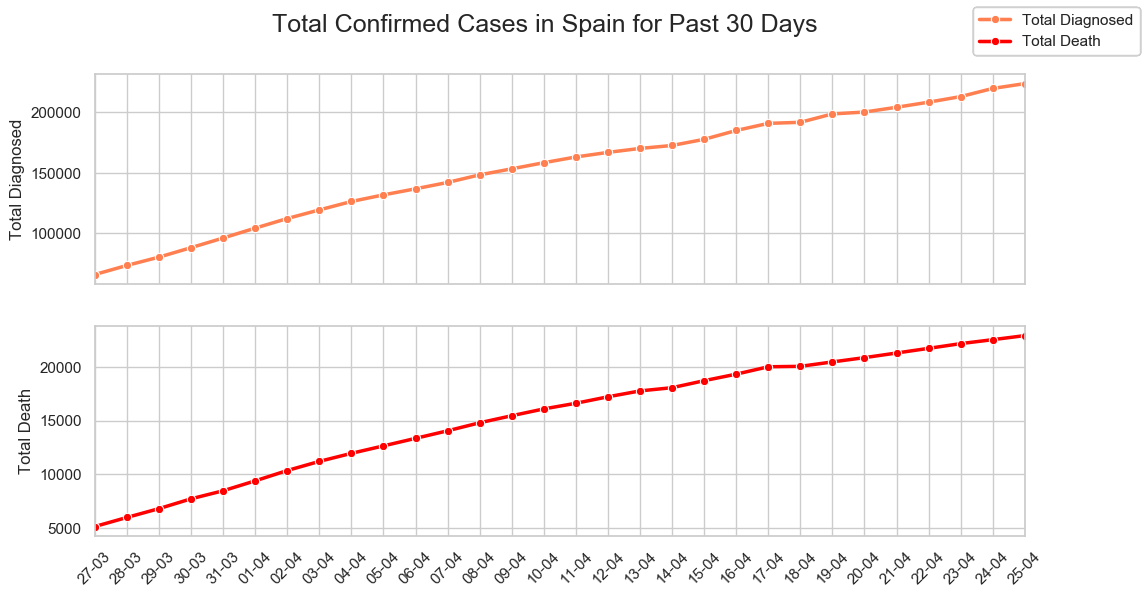 Total Confirmed Cases in Spain for Past 30 Days
Total Diagnosed
Total Death
Total Diagnosed
200000
150000
100000
Total Death
20000
15000
10000
5000
27-03 28-03 29-03 30-03 31-03 01-04 02-04 03-04 04-04 05-04 06-04 07-04 08-04 09-04 10-04 11-04 12-04 13-04 14-04 15-04 16-04 17-04 18-04 19-04 20-04 21-04 22-04 23-04 24-04 25-04